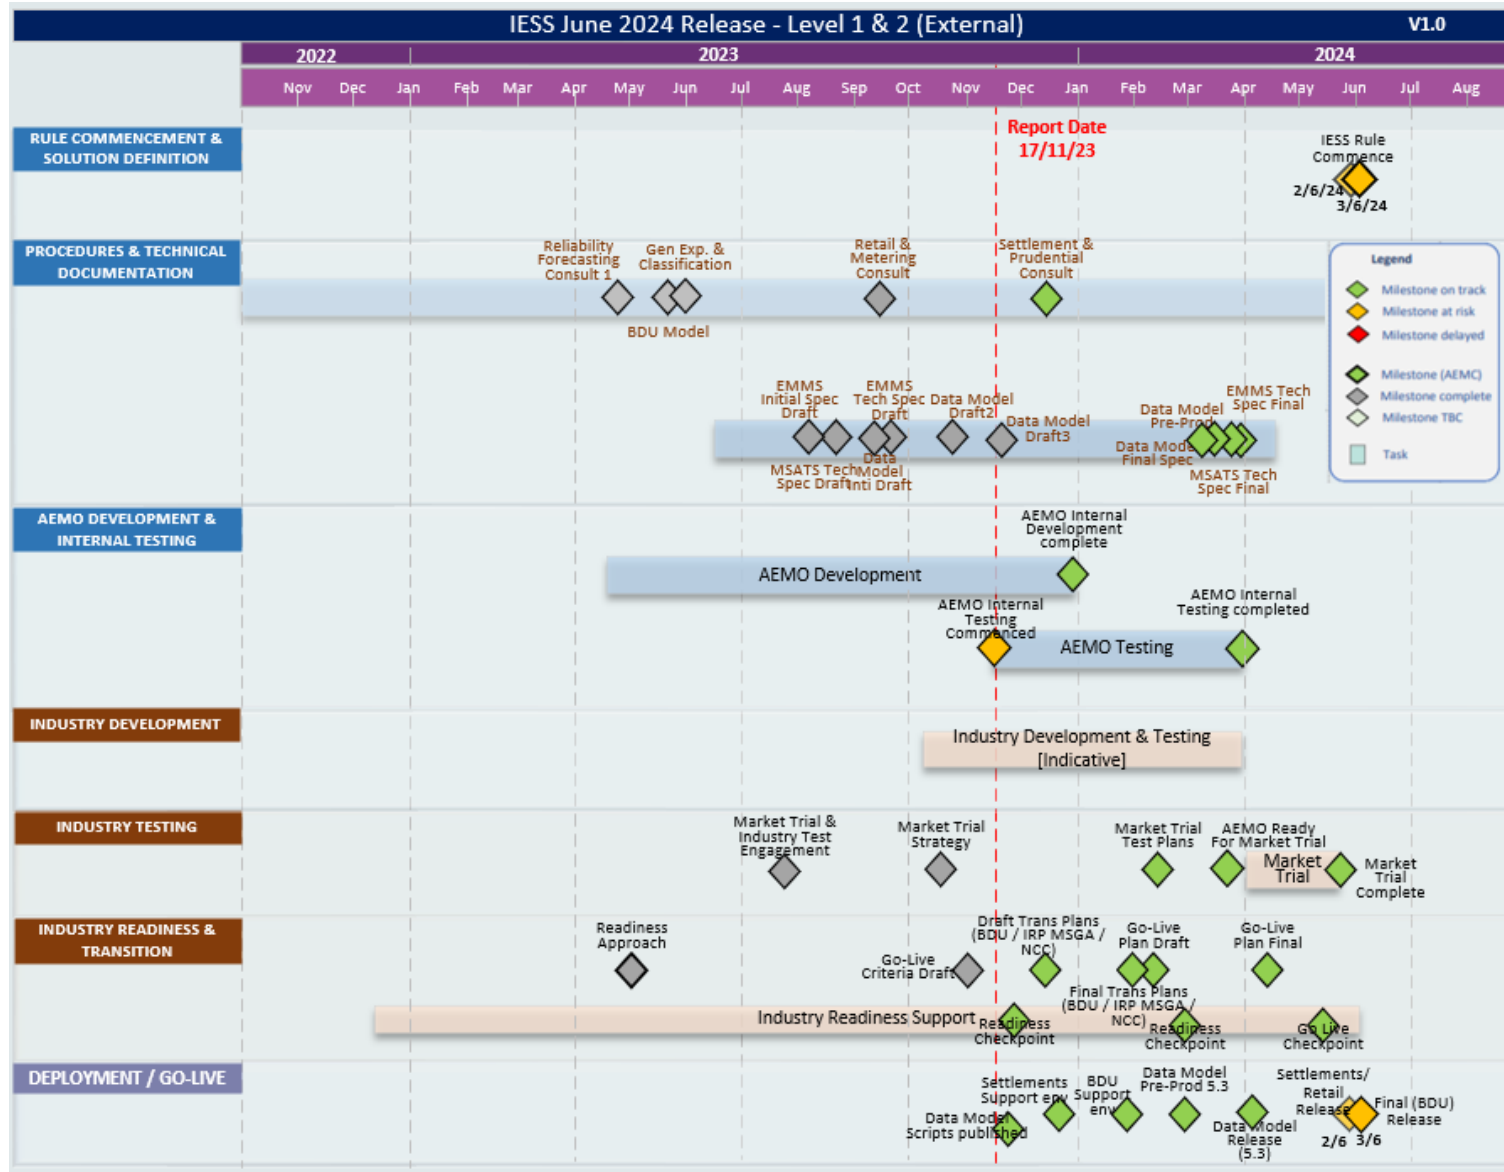 IESS June 2024 Release - Level 1 & 2 (External)
V1.0
2022
2023
2024
Nov
Dec
Jan
Feb
Mar
Apr
May
Jun
Jul
Aug
Sep
Oct
Nov
Dec
Jan
Feb
Mar
Apr
May
Jun
Jul
Aug
Report Date
17/11/23
RULE COMMENCEMENT &
SOLUTION DEFINITION
IESS Rule
Commence
2/6/24
3/6/24
PROCEDURES & TECHNICAL
DOCUMENTATION
Reliability
Forecasting
Consult 1
Gen Exp. &
Classification
BDU Model
Retail &
Metering
Consult
Settlement &
Prudential
Consult
Legend
Milestone on track
Milestone at risk
Milestone delayed
Milestone (AEMC)
Milestone complete
Milestone TBC
Task
EMMS
Initial Spec
Draft
MSATS Tech
Spec Draft
EMMS
Tech Spec
Draft
Data
Model
Inti Draft
Data Model
Draft2
Data Model
Draft3
Data Model
Pre-Prod
Data Model
Final Spec
EMMS Tech
Spec Final
MSATS Tech
Spec Final
AEMO DEVELOPMENT &
INTERNAL TESTING
AEMO Internal
Development
complete
AEMO Development
AEMO Internal
Testing
Commenced
AEMO Testing
AEMO Internal
Testing completed
INDUSTRY DEVELOPMENT
Industry Development & Testing
[Indicative]
INDUSTRY TESTING
Market Trial &
Industry Test
Engagement
Market Trial
Strategy
Market Trial
Test Plans
AEMO Ready
For Market Trial
Market
Trial
Market
Trial
Complete
INDUSTRY READINESS &
TRANSITION
Readiness
Approach
Go-Live
Criteria Draft
Draft Trans Plans
(BDU / IRP MSGA /
NCC)
Go-Live
Plan Draft
Go-Live
Plan Final
Final Trans Plans
(BDU / IRP MSGA /
NCC)
Industry Readiness Support
Readiness
Checkpoint
Readiness
Checkpoint
Go Live
Checkpoint
DEPLOYMENT / GO-LIVE
Data Model
Scripts published
Settlements
Support env
BDU
Support
env
Data Model
Pre-Prod 5.3
Data Model
Release
(5.3)
Settlements/
Retail
Release
2/6
3/6
Final (BDU)
Release